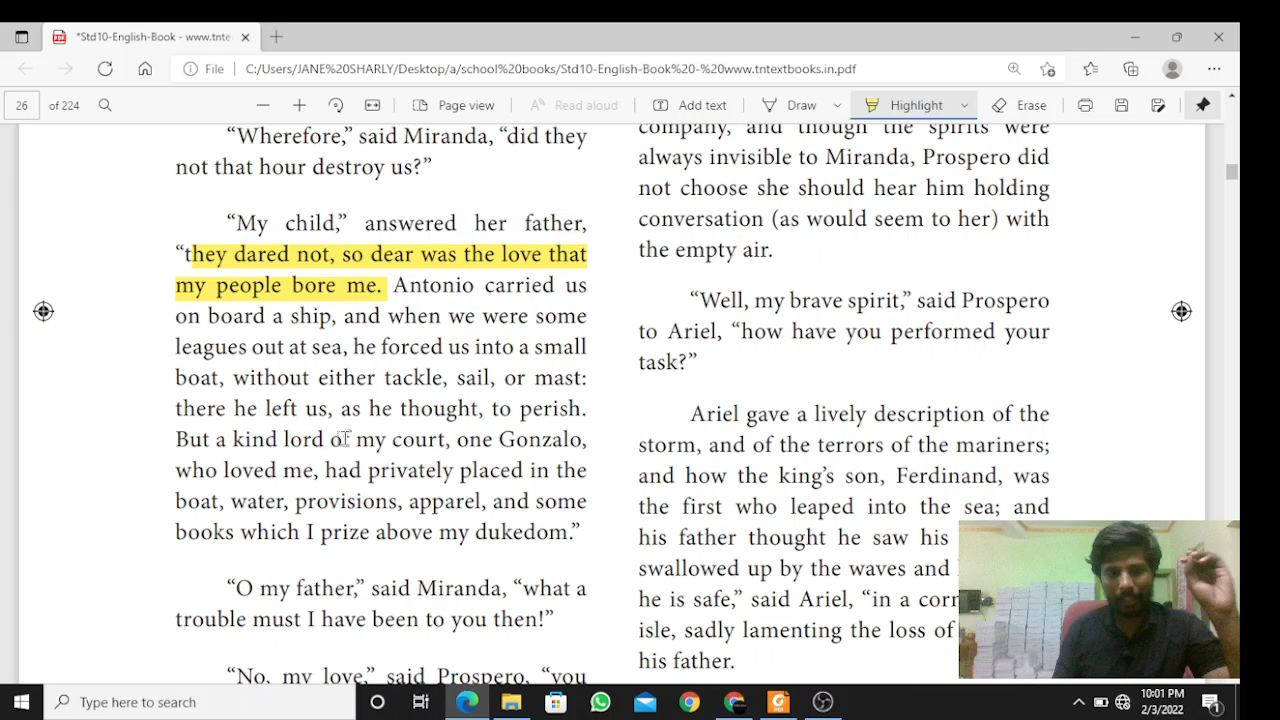 *Std10-English-Book - www.tnte
File C:/Users/JANE%20SHARLY/Desktop/a/school%20books/Std10-English-Book%20-%20www.tntextbooks.in.pdf
26 of 224 Page view Read aloud Add text Draw Highlight Erase
“Wherefore,” said Miranda, “did they
not that hour destroy us?”
“My child,” answered her father,
“they dared not, so dear was the love that
my people bore me. Antonio carried us
on board a ship, and when we were some
leagues out at sea, he forced us into a small
boat, without either tackle, sail, or mast:
there he left us, as he thought, to perish.
But a kind lord of my court, one Gonzalo,
who loved me, had privately placed in the
boat, water, provisions, apparel, and some
books which I prize above my dukedom.”
“O my father,” said Miranda, “what a
trouble must I have been to you then!”
“No, my love,” said Prospero, “you
company, and though the spirits were
always invisible to Miranda, Prospero did
not choose she should hear him holding
conversation (as would seem to her) with
the empty air.
“Well, my brave spirit,” said Prospero
to Ariel, “how have you performed your
task?”
Ariel gave a lively description of the
storm, and of the terrors of the mariners;
and how the king’s son, Ferdinand, was
the first who leaped into the sea; and
his father thought he saw his
swallowed up by the waves and
he is safe,” said Ariel, “in a corn
isle, sadly lamenting the loss of
his father.
Type here to search
10:01 PM
2/3/2022